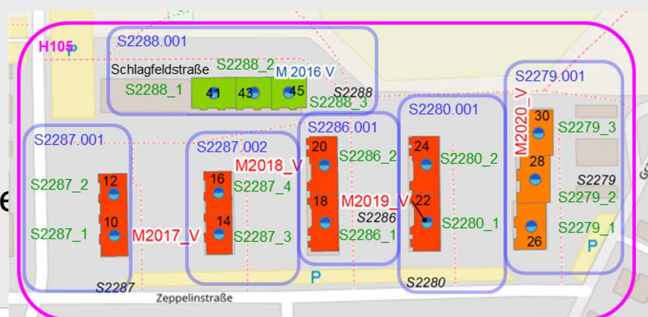 H105
P
S2288.001
Schlagfeldstraße
S2288_2
M 2016 V
S2288_1
41
43
45
S2288
S2288_3
S2279.001
S2287.001
S2287.002
S2286.001
S2280.001
M2020_V
30
S2279_3
M2018_V
20
S2286_2
24
S2280_2
28
S2287_2
12
16
S2287_4
S2279
S2279_2
18
M2019_V
22
S2286
S2286_1
S2280_1
S2279_1
S2287_1
10
M2017_V
14
S2287_3
26
P
P
S2287
S2280
Zeppelinstraße